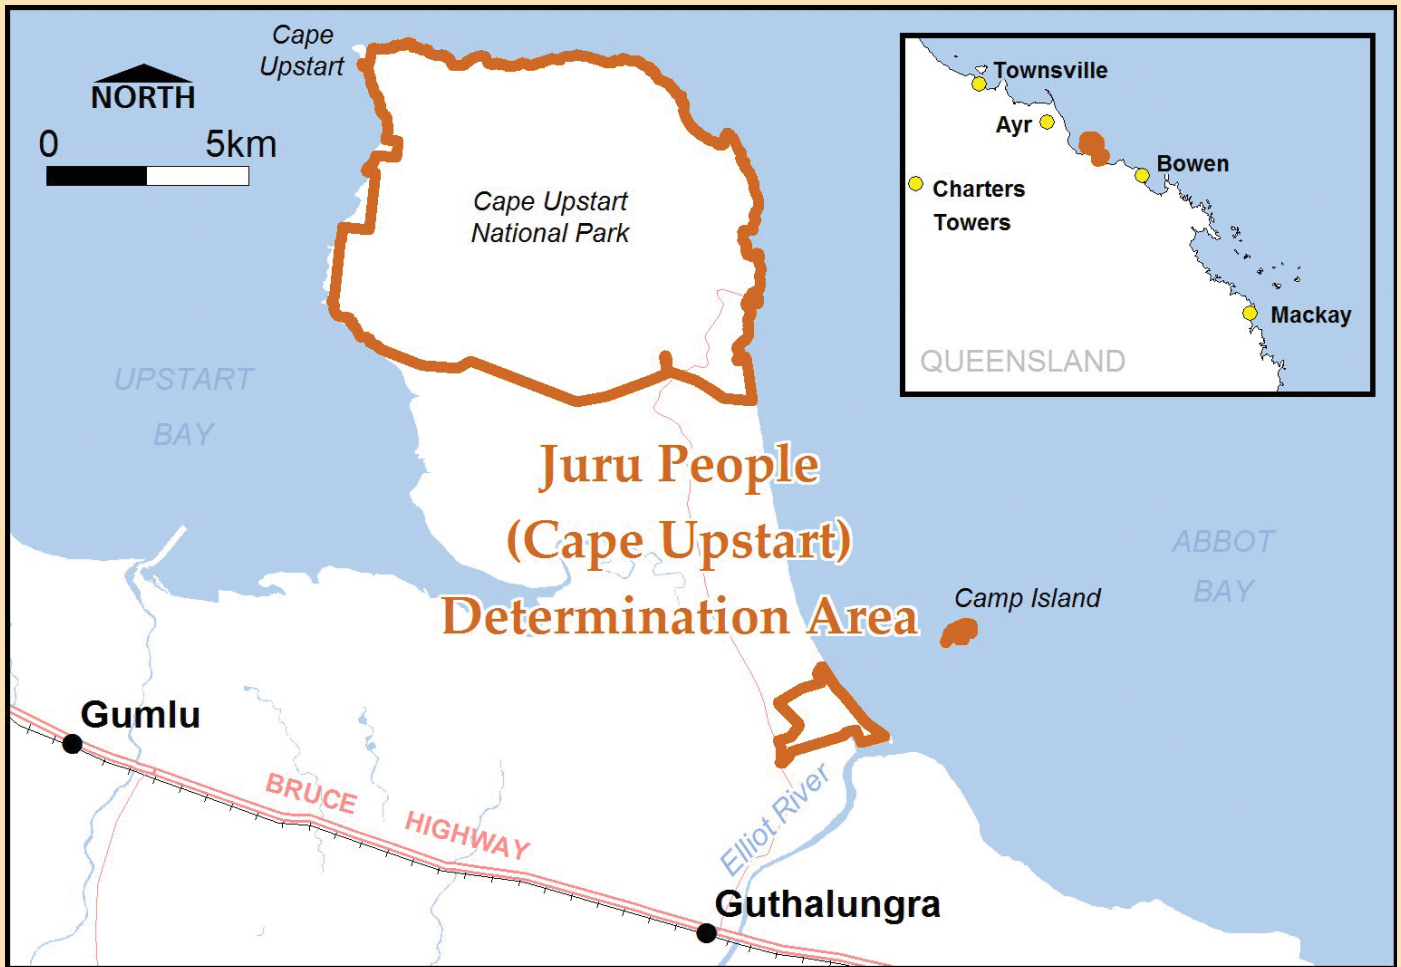 Cape
Upstart
NORTH
0 5km
Cape Upstart
National Park
Townsville
Ayr
Bowen
Charters
Towers
Mackay
QUEENSLAND
UPSTART
BAY
Juru People
(Cape Upstart)
Determination Area
ABBOT
BAY
Camp Island
Gumlu
BRUCE HIGHWAY
Elliot River
Guthalungra